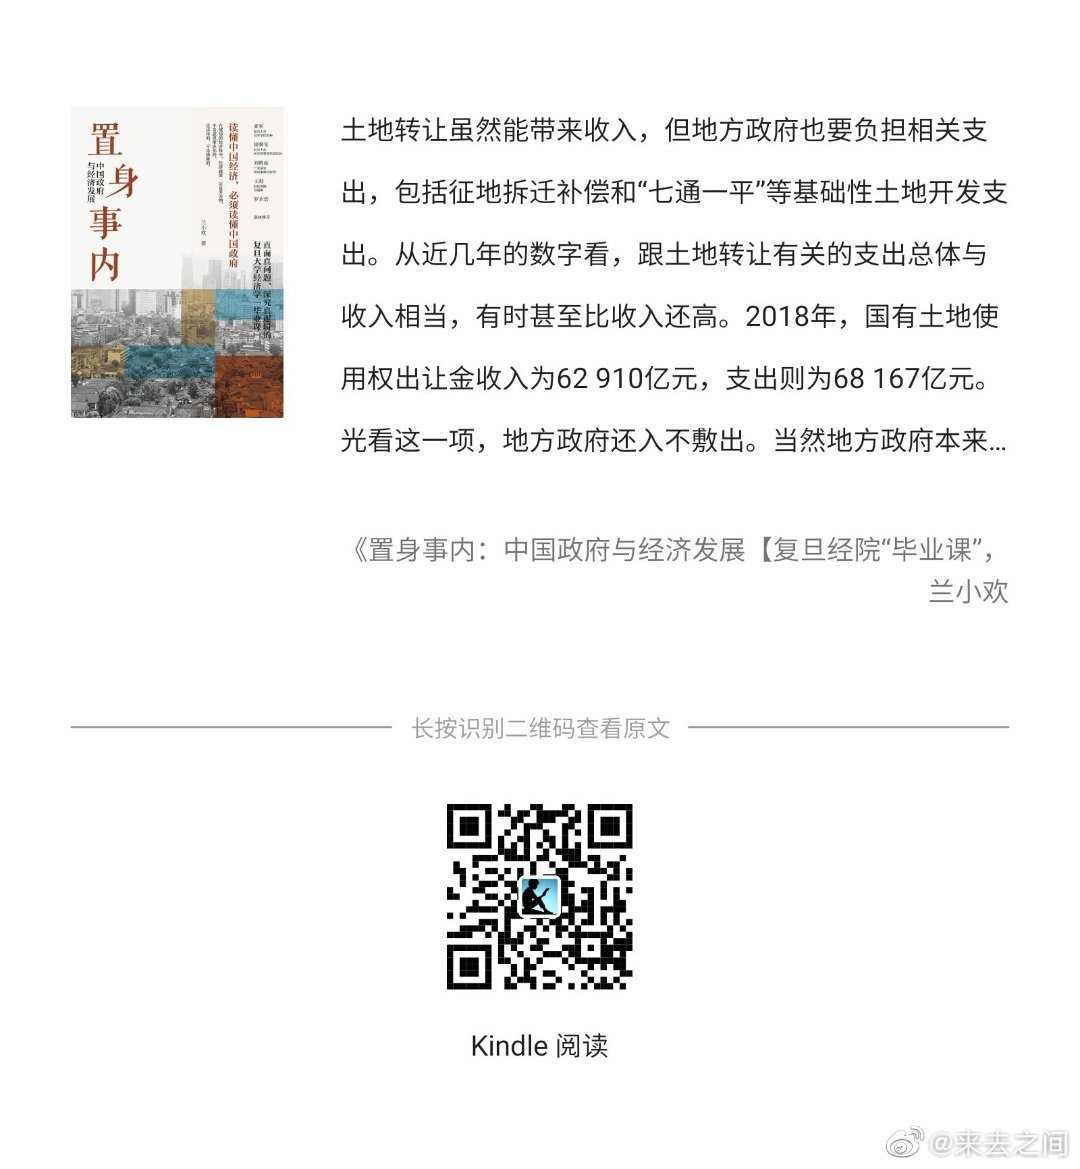 置身事内
中国政府
与经济发展
兰小欢 著
读懂中国经济，必须读懂中国政府
直面真问题，深究真逻辑的
复旦大学经济学“毕业课”
土地转让虽然能带来收入，但地方政府也要负担相关支
出，包括征地拆迁补偿和“七通一平”等基础性土地开发支
出。从近几年的数字看，跟土地转让有关的支出总体与
收入相当，有时甚至比收入还高。2018年，国有土地使
用权出让金收入为62 910亿元，支出则为68 167亿元。
光看这一项，地方政府还入不敷出。当然地方政府本来...
《置身事内：中国政府与经济发展【复旦经院“毕业课”，
兰小欢
长按识别二维码查看原文
Kindle 阅读
@来去之间